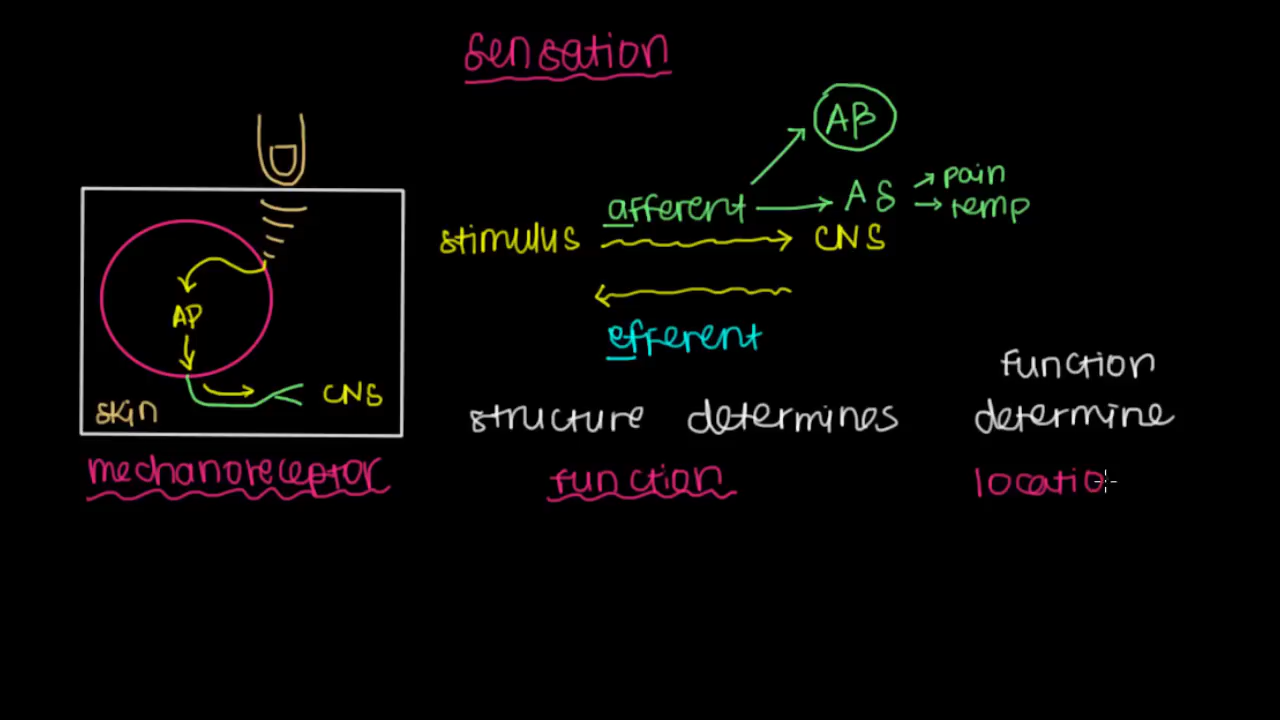 sensation
Aβ
afferent Aδ pain
temp
stimulus CNS
efferent
AP
CNS
skin
mechanoreceptor
structure determines
function
function
determine
locatio